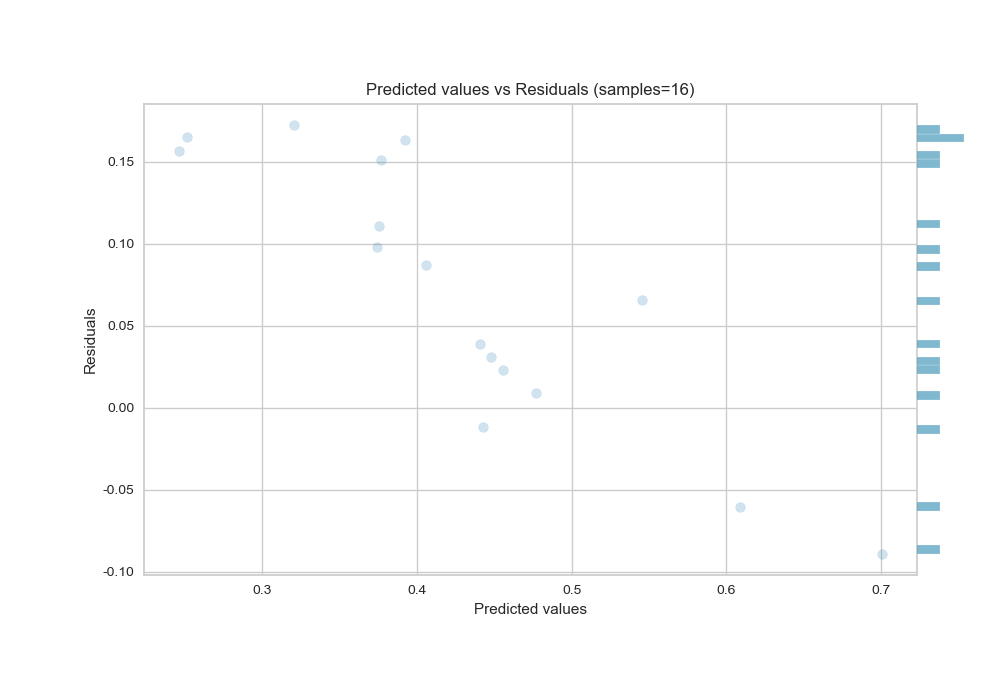 Predicted values vs Residuals (samples=16)
0.15
0.10
0.05
0.00
-0.05
-0.10
Residuals
0.3 0.4 0.5 0.6 0.7
Predicted values